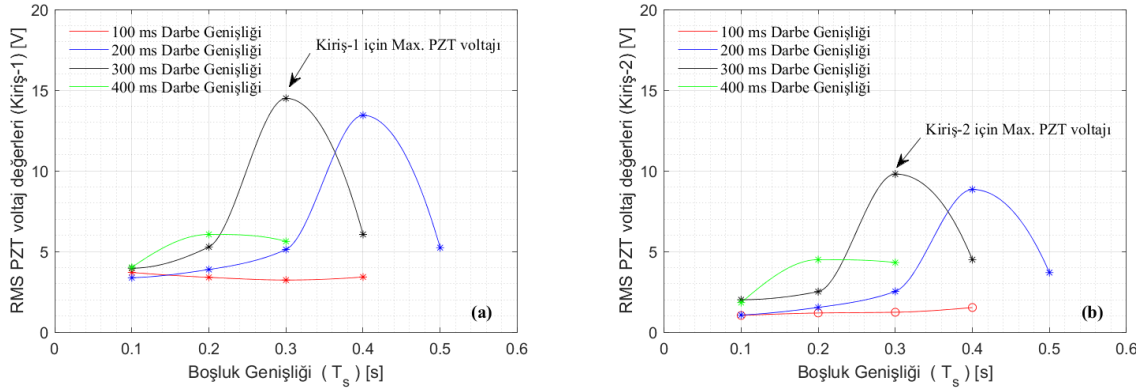 RMS PZT voltaj değerleri (Kiriş-1) [V]
20
15
10
5
0
100 ms Darbe Genişliği
200 ms Darbe Genişliği
300 ms Darbe Genişliği
400 ms Darbe Genişliği
Kiriş-1 için Max. PZT voltajı
(a)
0 0.1 0.2 0.3 0.4 0.5 0.6
Boşluk Genişliği ( T_s ) [s]
RMS PZT voltaj değerleri (Kiriş-2) [V]
20
15
10
5
0
100 ms Darbe Genişliği
200 ms Darbe Genişliği
300 ms Darbe Genişliği
400 ms Darbe Genişliği
Kiriş-2 için Max. PZT voltajı
(b)
0 0.1 0.2 0.3 0.4 0.5 0.6
Boşluk Genişliği ( T_s ) [s]